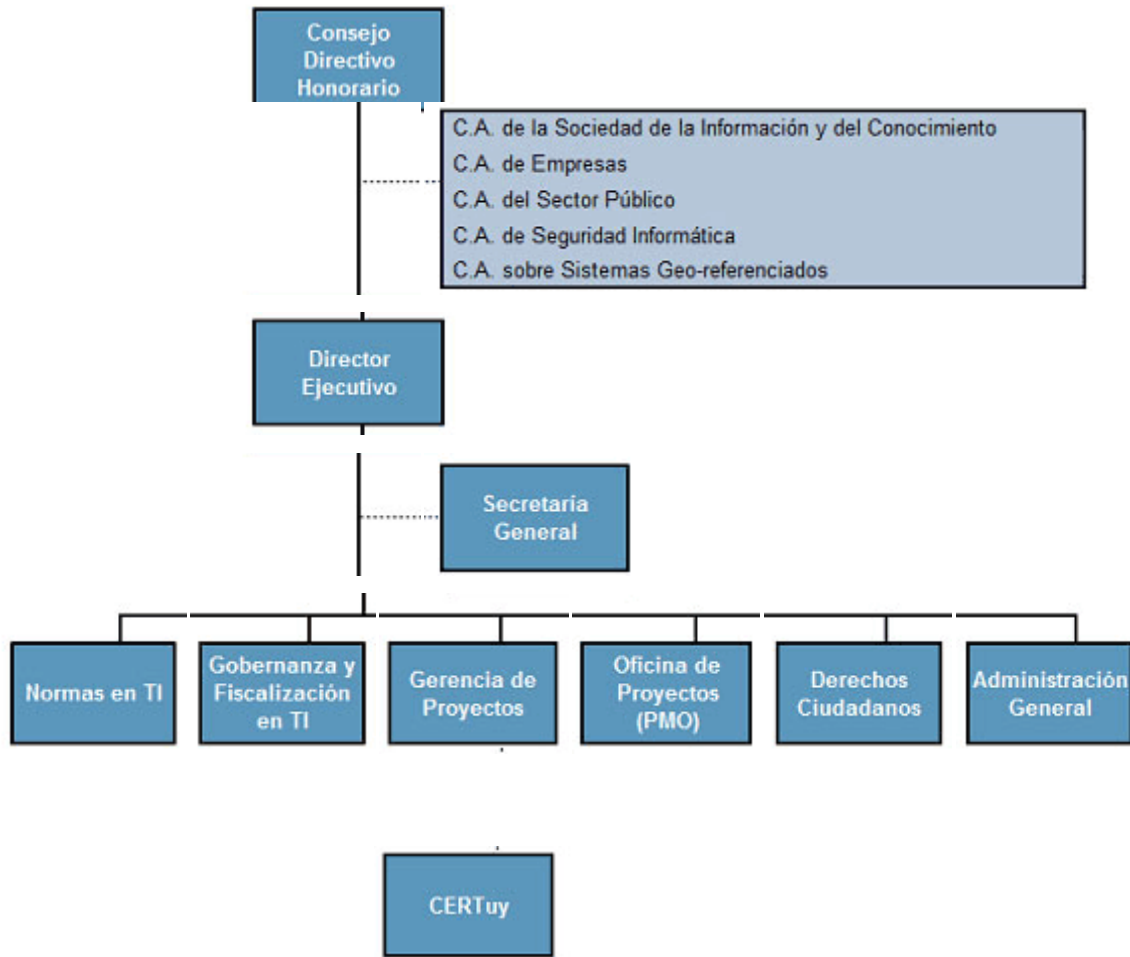 Consejo
Directivo
Honorario
C.A. de la Sociedad de la Información y del Conocimiento
C.A. de Empresas
C.A. del Sector Público
C.A. de Seguridad Informática
C.A. sobre Sistemas Geo-referenciados
Director
Ejecutivo
Secretaría
General
Normas en TI
Gobernanza y
Fiscalización
en TI
Gerencia de
Proyectos
Oficina de
Proyectos
(PMO)
Derechos
Ciudadanos
Administración
General
CERTuy